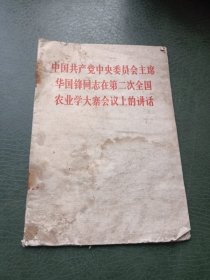 中国共产党中央委员会主席
华国锋同志在第二次全国
农业学大寨会议上的讲话